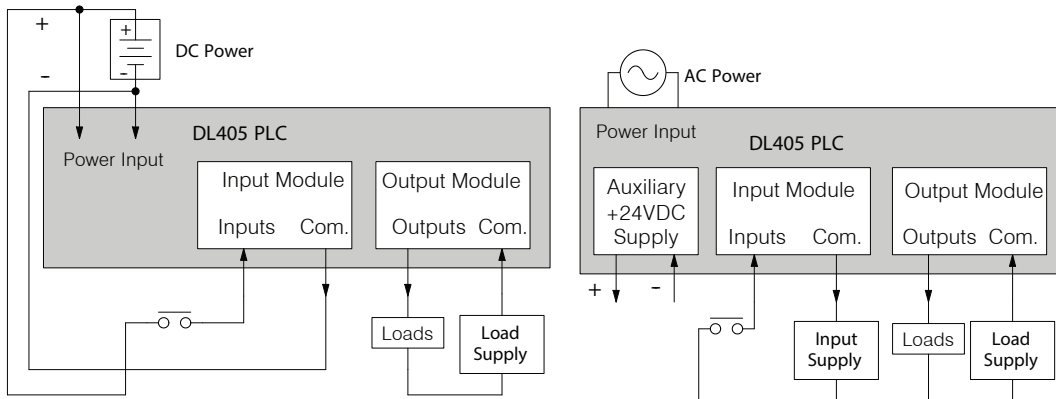 +
-
+
-
DC Power
DL405 PLC
Power Input
Input Module
Inputs Com.
Output Module
Outputs Com.
Loads
Load
Supply
AC Power
Power Input
DL405 PLC
Auxiliary
+24VDC
Supply
Input Module
Inputs Com.
Output Module
Outputs Com.
+ -
Input
Supply
Loads
Load
Supply